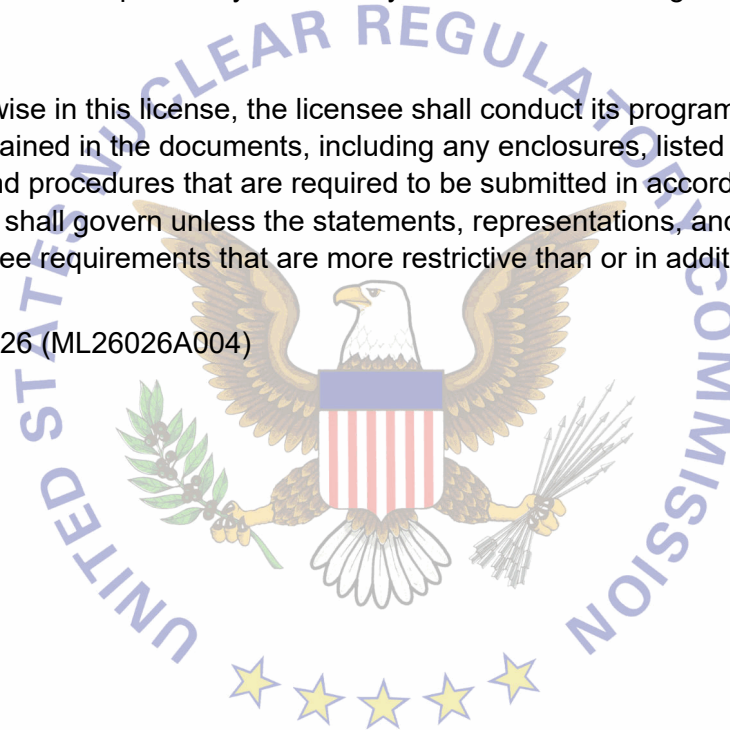 wise in this license, the licensee shall conduct its program
ained in the documents, including any enclosures, listed
nd procedures that are required to be submitted in accord
shall govern unless the statements, representations, and
ee requirements that are more restrictive than or in addit
26 (ML26026A004)
UNITED STATES NUCLEAR REGULATORY COMMISSION